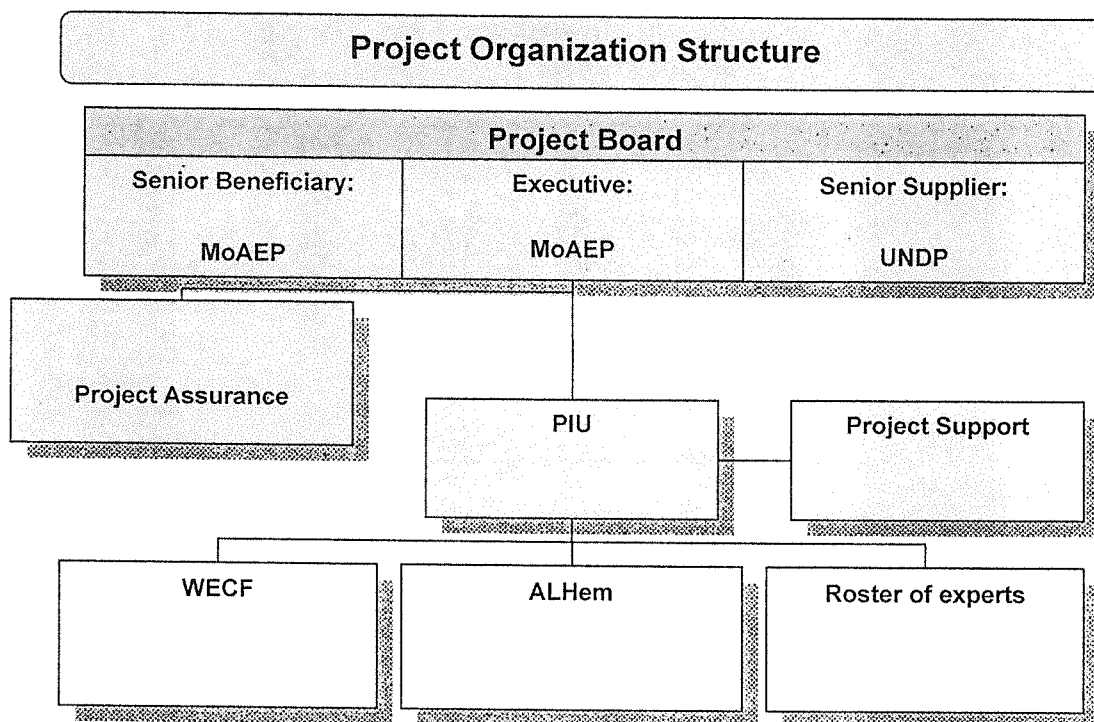 Project Organization Structure
Project Board
Senior Beneficiary:
MoAEP
Executive:
MoAEP
Senior Supplier:
UNDP
Project Assurance
PIU
Project Support
WECF
ALHem
Roster of experts